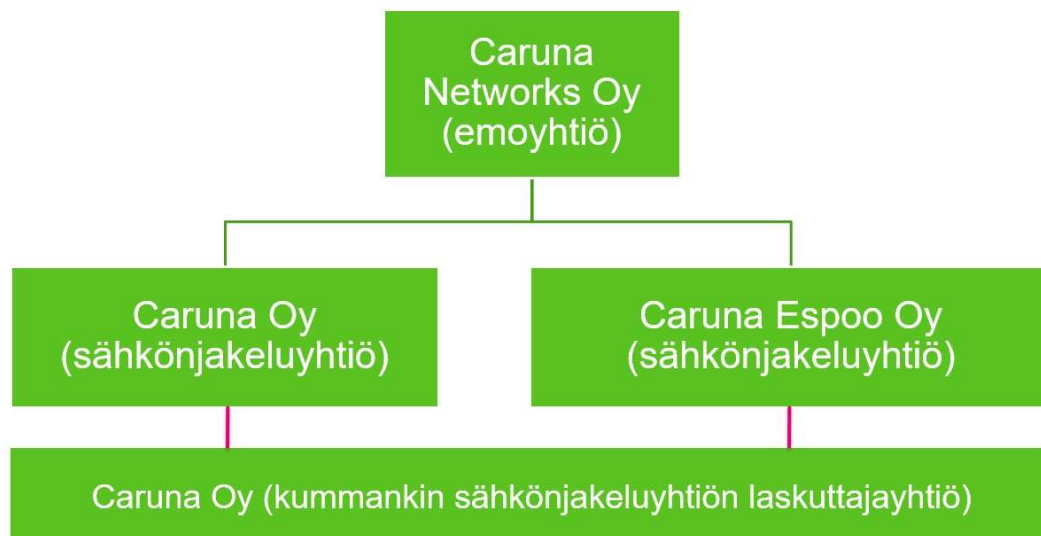 Caruna
Networks Oy
(emoyhtiö)
Caruna Oy
(sähkönjakeluyhtiö)
Caruna Espoo Oy
(sähkönjakeluyhtiö)
Caruna Oy (kummankin sähkönjakeluyhtiön laskuttajayhtiö)